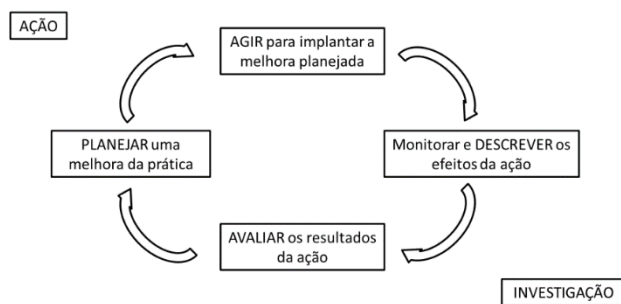 AÇÃO
AGIR para implantar a
melhora planejada
PLANEJAR uma
melhora da prática
Monitorar e DESCREVER os
efeitos da ação
AVALIAR os resultados
da ação
INVESTIGAÇÃO